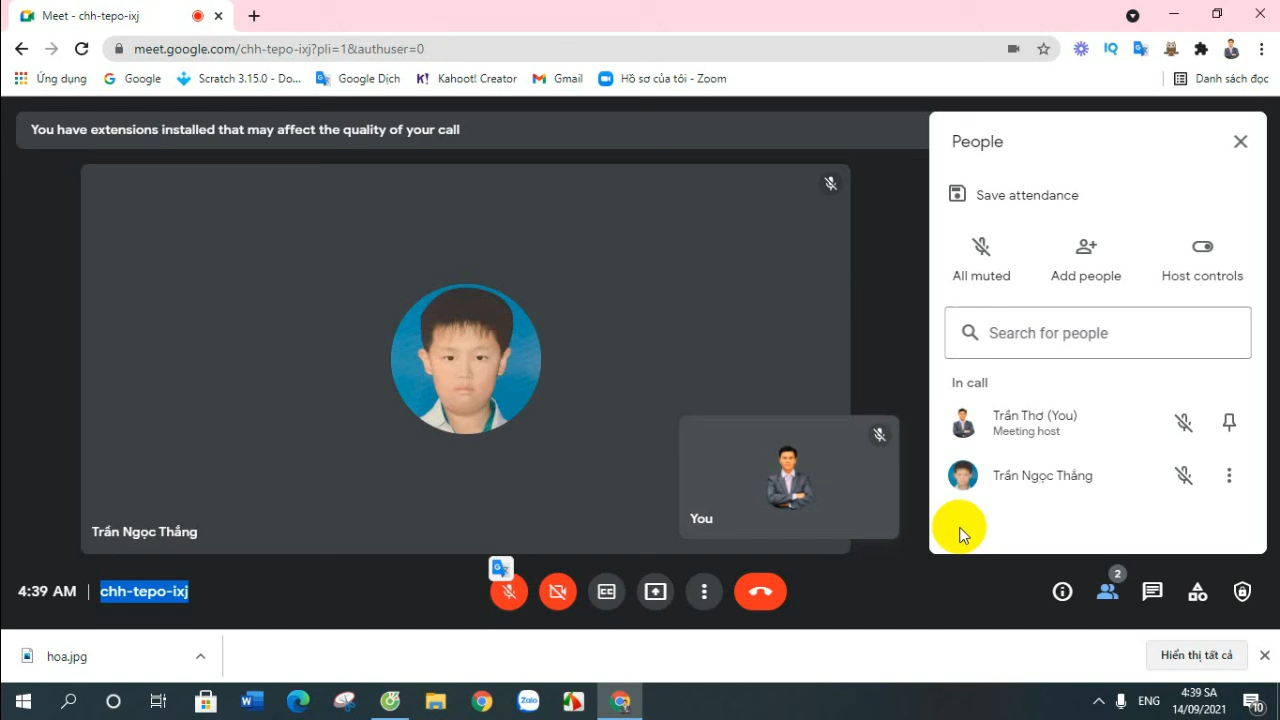 Meet - chh-tepo-ixj
meet.google.com/chh-tepo-ixj?pli=1&authuser=0
IQ
Ứng dụng
Google
Scratch 3.15.0 - Do...
Google Dịch
K! Kahoot! Creator
Gmail
Hồ sơ của tôi - Zoom
Danh sách đọc
You have extensions installed that may affect the quality of your call
People
Save attendance
All muted
Add people
Host controls
Search for people
In call
Trần Thơ (You)
Meeting host
Trần Ngọc Thắng
You
Trần Ngọc Thắng
4:39 AM | chh-tepo-ixj
2
hoa.jpg
Hiển thị tất cả
Zalo
ENG
4:39 SA
14/09/2021
10